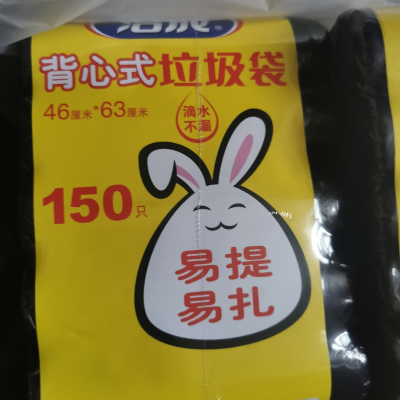 背心式垃圾袋
46厘米*63厘米
滴水
不漏
150只
易提
易扎